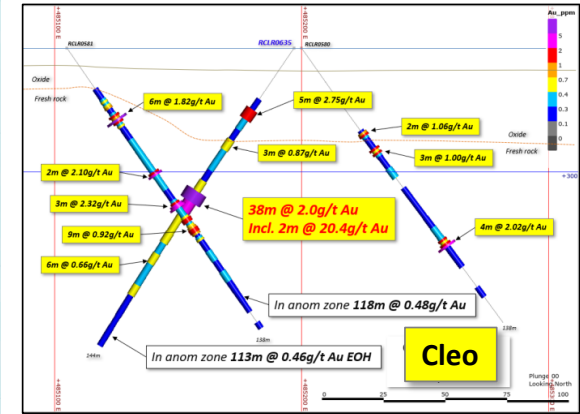 +485100 E
+485200 E
RCLR0581
RCLR0635
RCLR0580
Au_ppm
5
2
1
0.7
0.4
0.3
0.1
0
Oxide
Fresh rock
6m @ 1.82g/t Au
5m @ 2.75g/t Au
2m @ 1.06g/t Au
Oxide
Fresh rock
3m @ 0.87g/t Au
3m @ 1.00g/t Au
2m @ 2.10g/t Au
+300
3m @ 2.32g/t Au
38m @ 2.0g/t Au
Incl. 2m @ 20.4g/t Au
4m @ 2.02g/t Au
9m @ 0.92g/t Au
6m @ 0.66g/t Au
In anom zone 118m @ 0.48g/t Au
138m
138m
144m
In anom zone 113m @ 0.46g/t Au EOH
Cleo
Plunge 00
Looking North
0
25
50
75
100
+485100 E
+485200 E